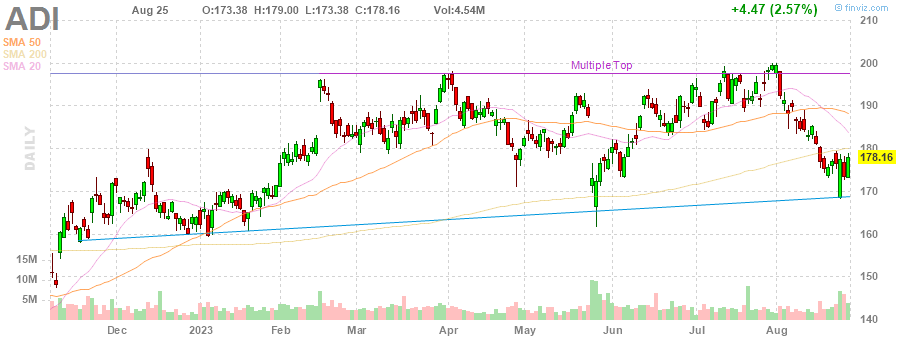 ADI
Aug 25
O:173.38 H:179.00 L:173.38 C:178.16 Vol:4.54M
+4.47 (2.57%)
© finviz.com
SMA 50
SMA 200
SMA 20
DAILY
Multiple Top
210
200
190
180
178.16
170
160
150
140
15M
10M
5M
Dec 2023 Feb Mar Apr May Jun Jul Aug